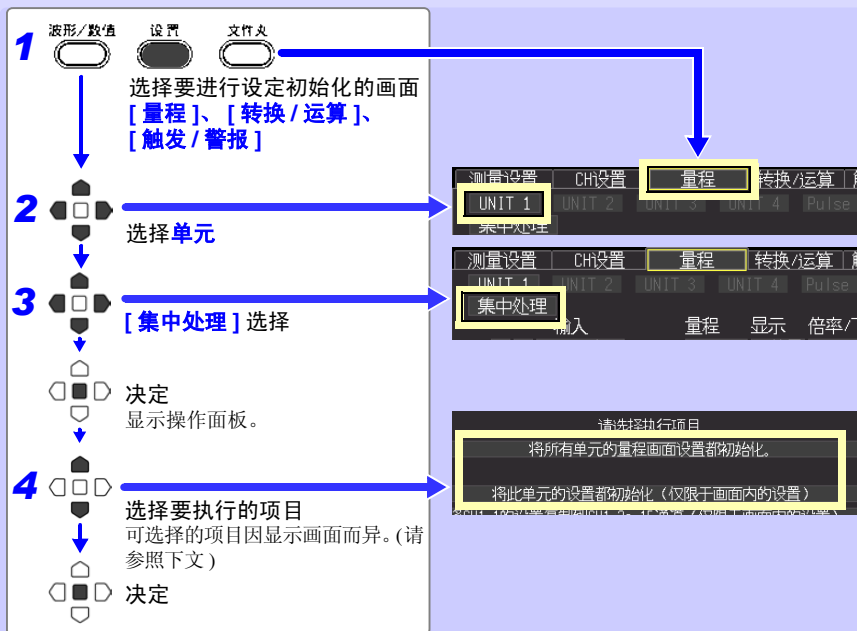 波形/数值 设置 文件夹
1
选择要进行设定初始化的画面
[ 量程 ]、 [ 转换 / 运算 ]、
[ 触发 / 警报 ]
2
选择单元
测量设置 CH设置 量程 转换/运算
UNIT 1 UNIT 2 UNIT 3 UNIT 4 Pulse
集中处理
3
[ 集中处理 ] 选择
测量设置 CH设置 量程 转换/运算
UNIT 1 UNIT 2 UNIT 3 UNIT 4 Pulse
集中处理
输入 量程 显示 倍率/
决定
显示操作面板。
请选择执行项目
将所有单元的量程画面设置都初始化。
将此单元的设置都初始化（仅限于画面内的设置）
4
选择要执行的项目
可选择的项目因显示画面而异。(请
参照下文 )
决定